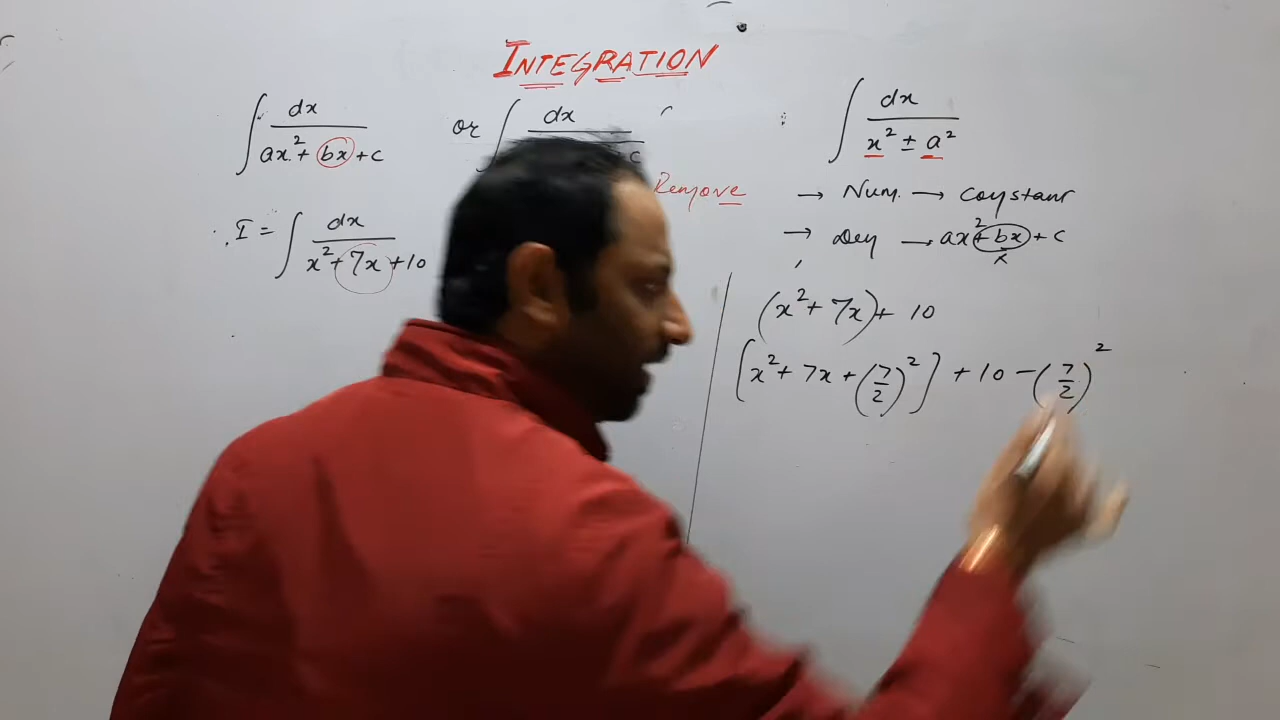 INTEGRATION
∫ dx / (ax² + bx + c) or ∫ dx / c : ∫ dx / (x² ± a²)
Remove → Num. → constant
I = ∫ dx / (x² + 7x + 10) → Den → ax² + bx + c
x
(x² + 7x) + 10
[x² + 7x + (7/2)²] + 10 - (7/2)²